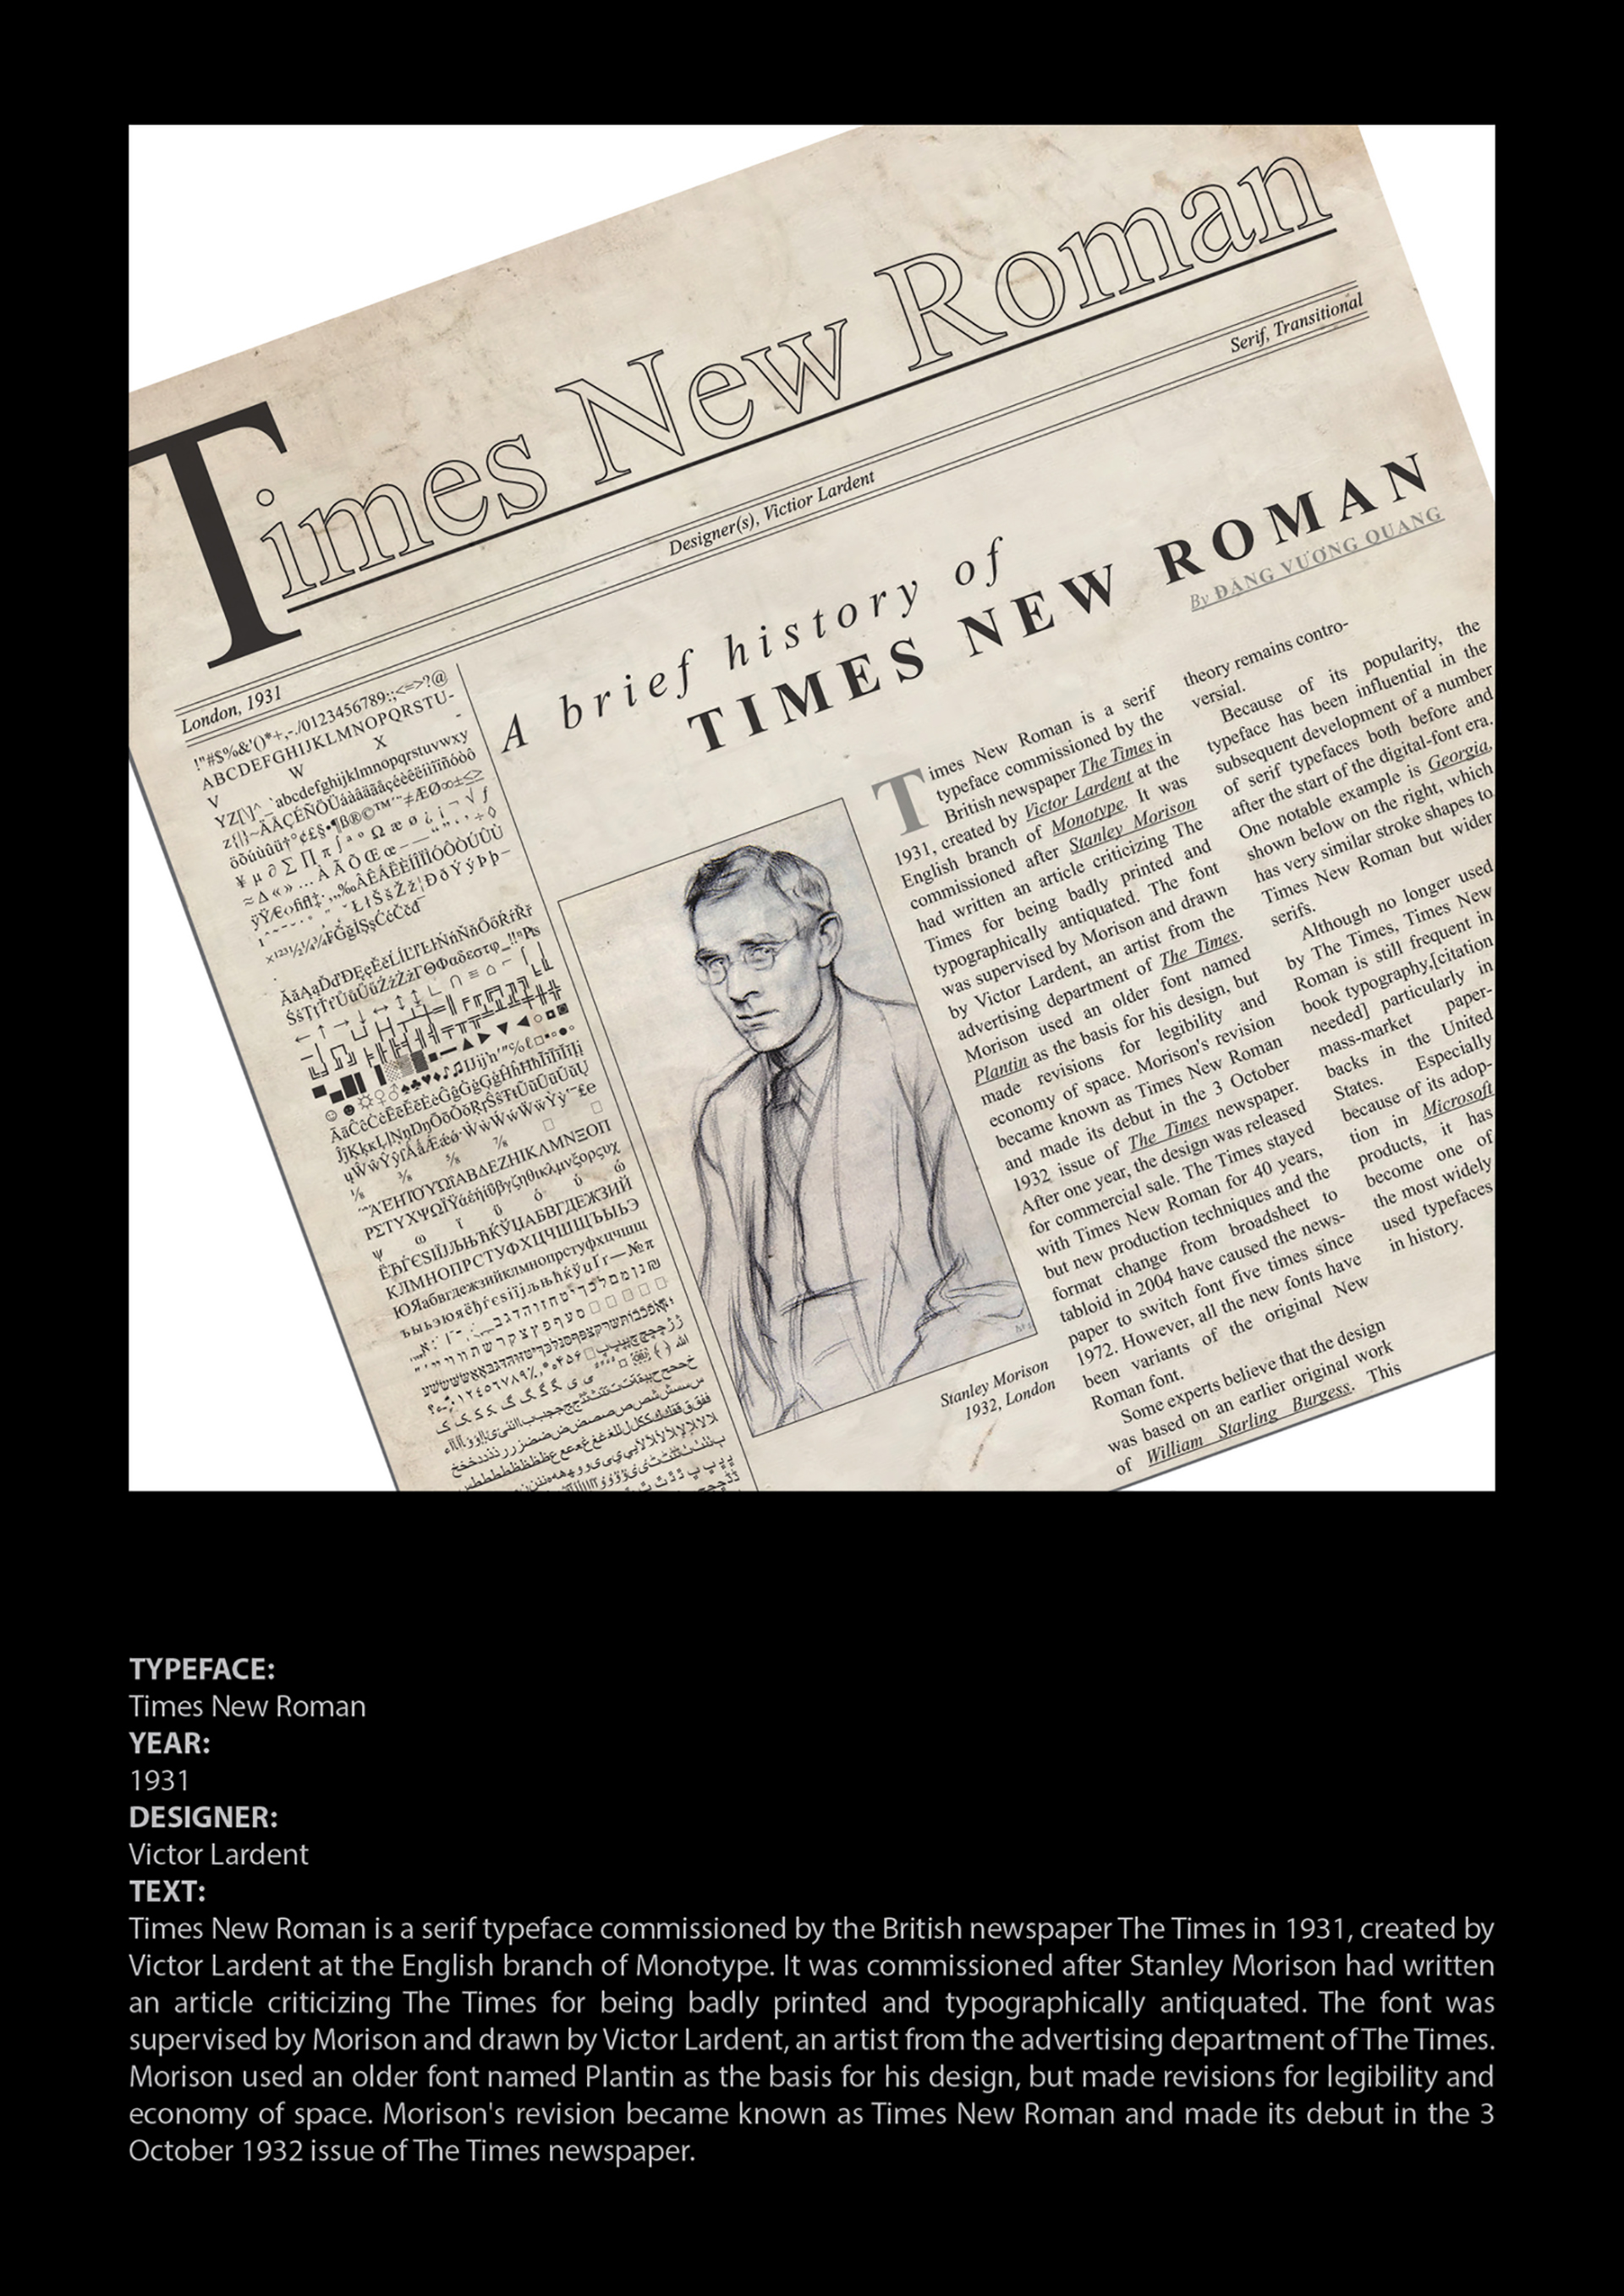 Times New Roman
London, 1931
Designer(s), Victior Lardent
Serif, Transitional
!"#$%&'()*+,-./0123456789:;<=>?@
ABCDEFGHIJKLMNOPQRSTU-
V W X -
YZ[\]^_`abcdefghijklmnopqrstuvwxy
A brief history of
TIMES NEW ROMAN
By ĐẶNG VƯƠNG QUANG
Times New Roman is a serif
typeface commissioned by the
British newspaper The Times in
1931, created by Victor Lardent at the
English branch of Monotype. It was
commissioned after Stanley Morison
had written an article criticizing The
Times for being badly printed and
typographically antiquated. The font
was supervised by Morison and drawn
by Victor Lardent, an artist from the
advertising department of The Times.
Morison used an older font named
Plantin as the basis for his design, but
made revisions for legibility and
economy of space. Morison's revision
became known as Times New Roman
and made its debut in the 3 October
1932 issue of The Times newspaper.
After one year, the design was released
for commercial sale. The Times stayed
with Times New Roman for 40 years,
but new production techniques and the
format change from broadsheet to
tabloid in 2004 have caused the news-
paper to switch font five times since
1972. However, all the new fonts have
been variants of the original New
Roman font.
Some experts believe that the design
was based on an earlier original work
of William Starling Burgess. This
theory remains contro-
versial.
Because of its popularity, the
typeface has been influential in the
subsequent development of a number
of serif typefaces both before and
after the start of the digital-font era.
One notable example is Georgia,
shown below on the right, which
has very similar stroke shapes to
Times New Roman but wider
serifs.
Although no longer used
by The Times, Times New
Roman is still frequent in
book typography,[citation
needed] particularly in
mass-market paper-
backs in the United
States. Especially
because of its adop-
tion in Microsoft
products, it has
become one of
the most widely
used typefaces
in history.
Stanley Morison
1932, London
TYPEFACE:
Times New Roman
YEAR:
1931
DESIGNER:
Victor Lardent
TEXT:
Times New Roman is a serif typeface commissioned by the British newspaper The Times in 1931, created by
Victor Lardent at the English branch of Monotype. It was commissioned after Stanley Morison had written
an article criticizing The Times for being badly printed and typographically antiquated. The font was
supervised by Morison and drawn by Victor Lardent, an artist from the advertising department of The Times.
Morison used an older font named Plantin as the basis for his design, but made revisions for legibility and
economy of space. Morison's revision became known as Times New Roman and made its debut in the 3
October 1932 issue of The Times newspaper.